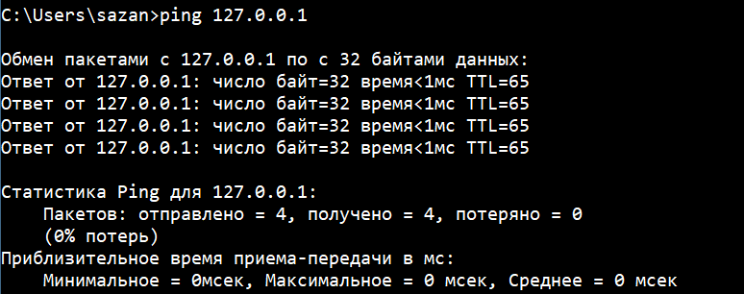 C:\Users\sazan>ping 127.0.0.1
Обмен пакетами с 127.0.0.1 по с 32 байтами данных:
Ответ от 127.0.0.1: число байт=32 время<1мс TTL=65
Ответ от 127.0.0.1: число байт=32 время<1мс TTL=65
Ответ от 127.0.0.1: число байт=32 время<1мс TTL=65
Ответ от 127.0.0.1: число байт=32 время<1мс TTL=65
Статистика Ping для 127.0.0.1:
Пакетов: отправлено = 4, получено = 4, потеряно = 0
(0% потерь)
Приблизительное время приема-передачи в мс:
Минимальное = 0мсек, Максимальное = 0 мсек, Среднее = 0 мсек